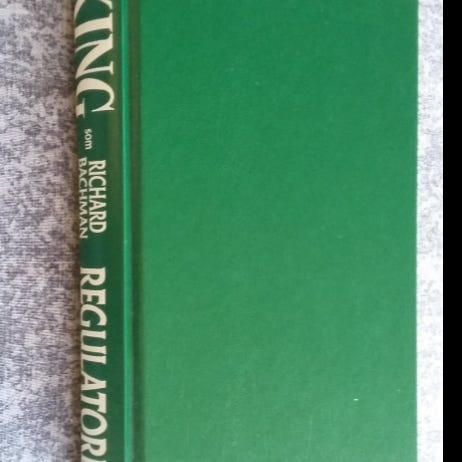 KING
som
RICHARD
BACHMAN
REGULATOR